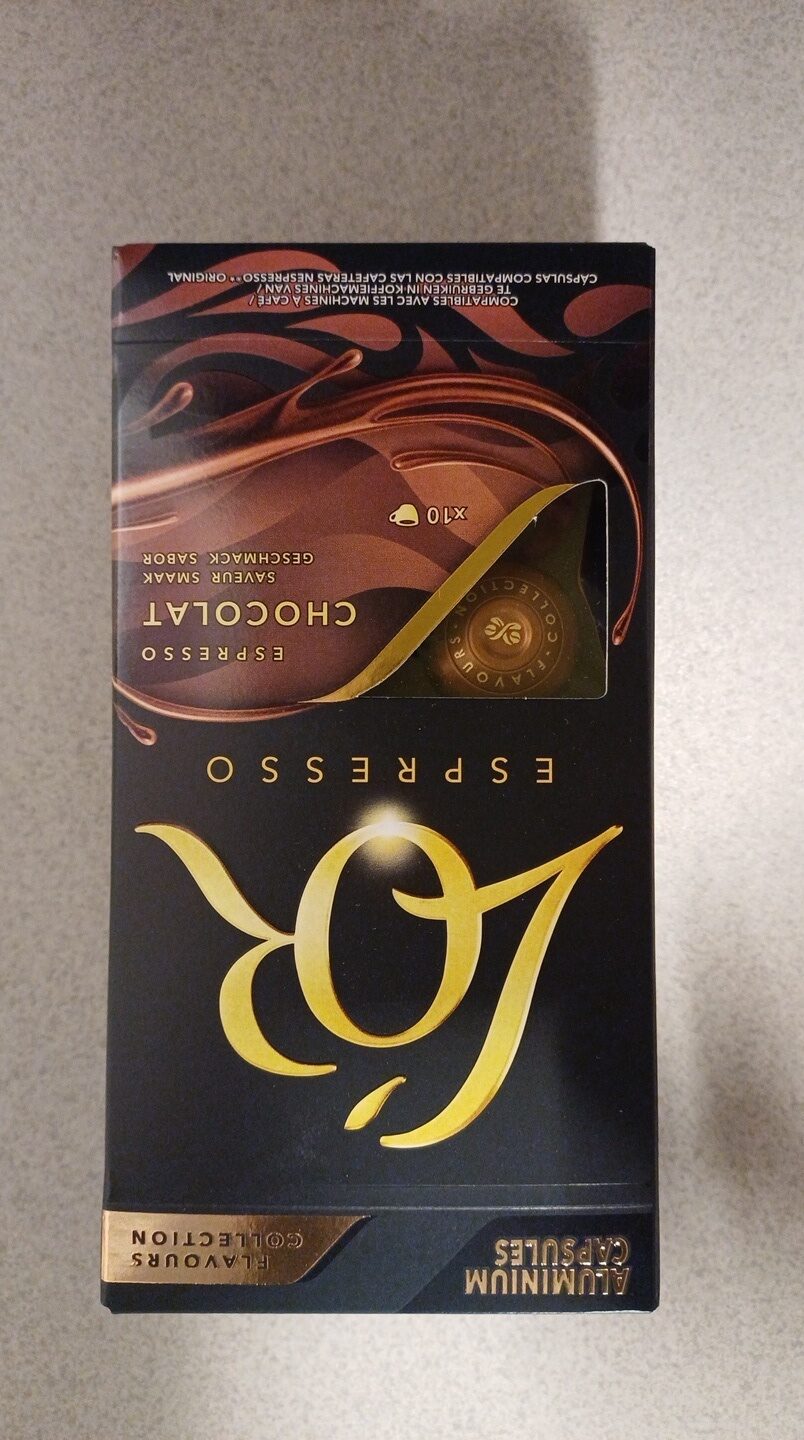 ALUMINIUM
CAPSULES
FLAVOURS
COLLECTION
L'OR
ESPRESSO
ESPRESSO
CHOCOLAT
SAVEUR SMAAK
GESCHMACK SABOR
x10
FLAVOURS · COLLECTION ·
COMPATIBLES AVEC LES MACHINES À CAFÉ /
TE GEBRUIKEN IN KOFFIEMACHINES VAN /
CÁPSULAS COMPATIBLES CON LAS CAFETERAS NESPRESSO®* ORIGINAL